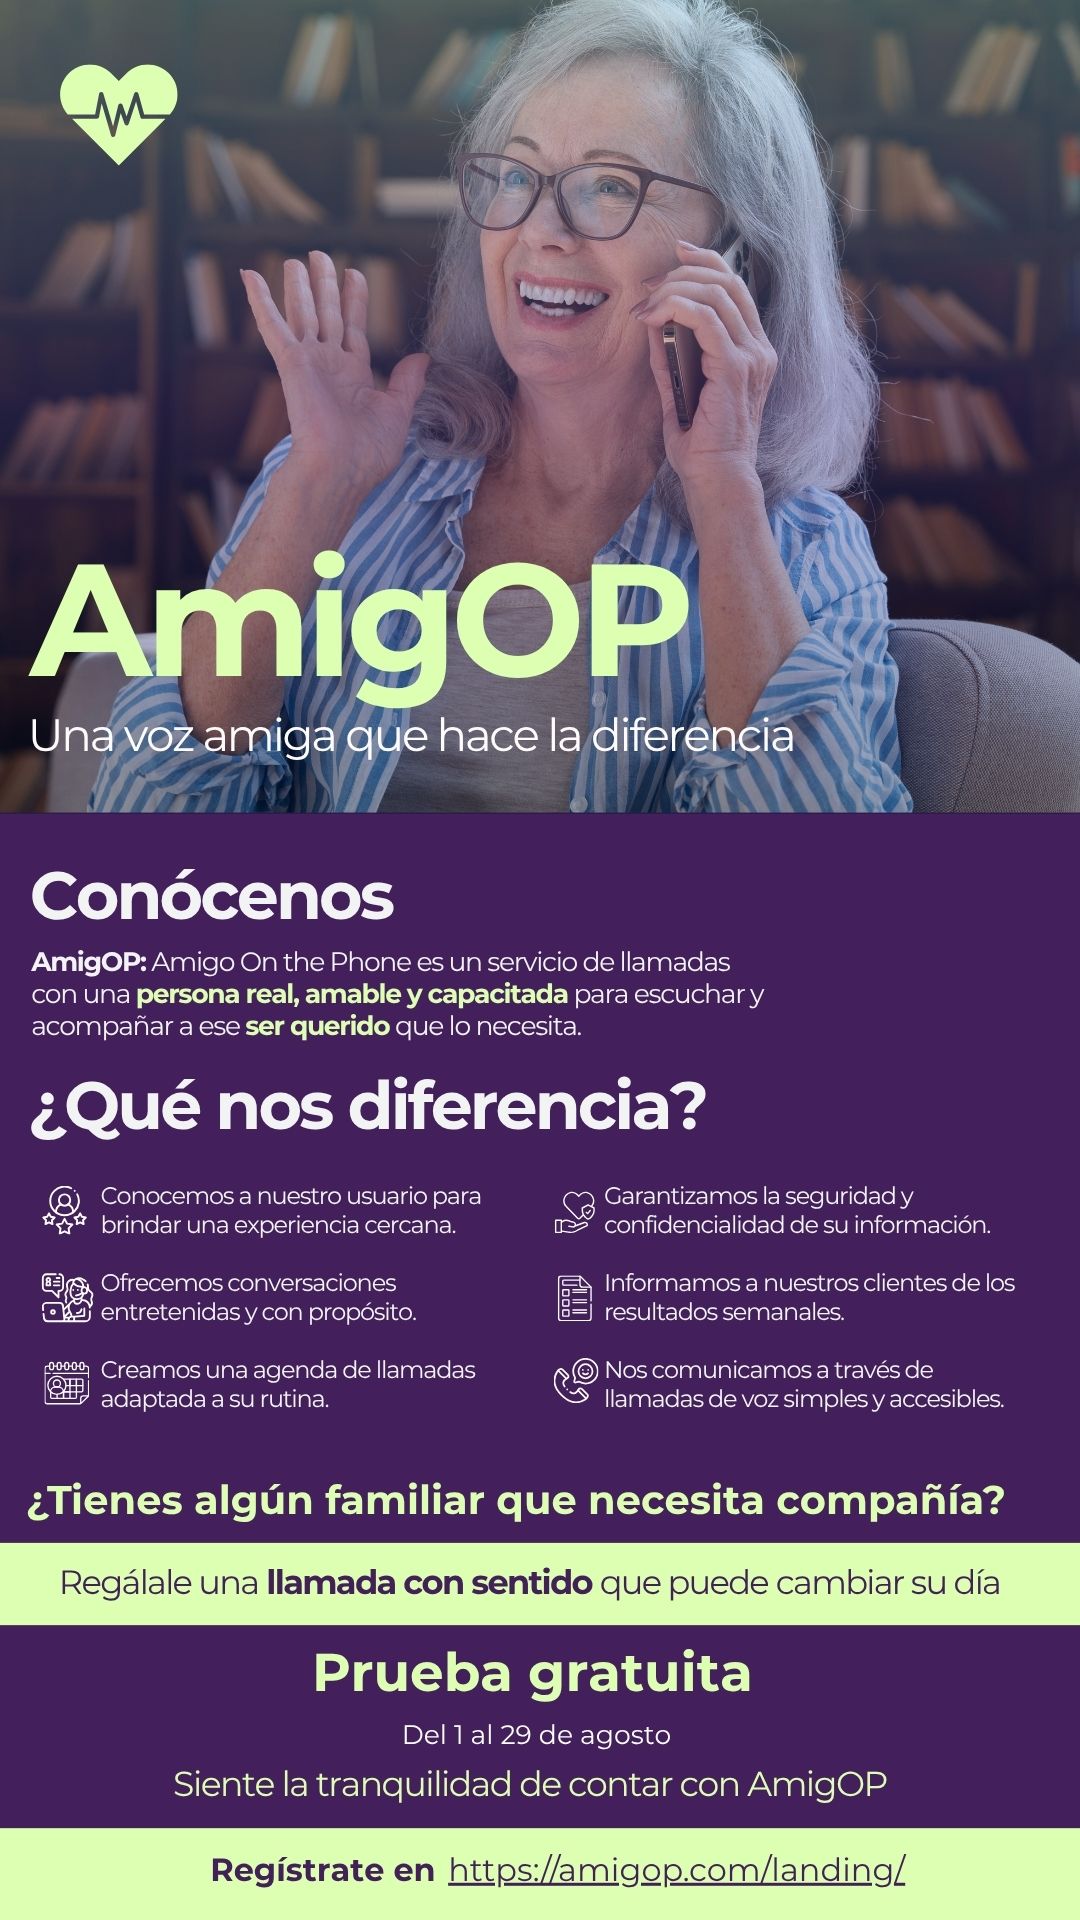 AmigOP
Una voz amiga que hace la diferencia
Conócenos
AmigOP: Amigo On the Phone es un servicio de llamadas
con una persona real, amable y capacitada para escuchar y
acompañar a ese ser querido que lo necesita.
¿Qué nos diferencia?
Conocemos a nuestro usuario para
brindar una experiencia cercana.
Garantizamos la seguridad y
confidencialidad de su información.
Ofrecemos conversaciones
entretenidas y con propósito.
Informamos a nuestros clientes de los
resultados semanales.
Creamos una agenda de llamadas
adaptada a su rutina.
Nos comunicamos a través de
llamadas de voz simples y accesibles.
¿Tienes algún familiar que necesita compañía?
Regálale una llamada con sentido que puede cambiar su día
Prueba gratuita
Del 1 al 29 de agosto
Siente la tranquilidad de contar con AmigOP
Regístrate en https://amigop.com/landing/